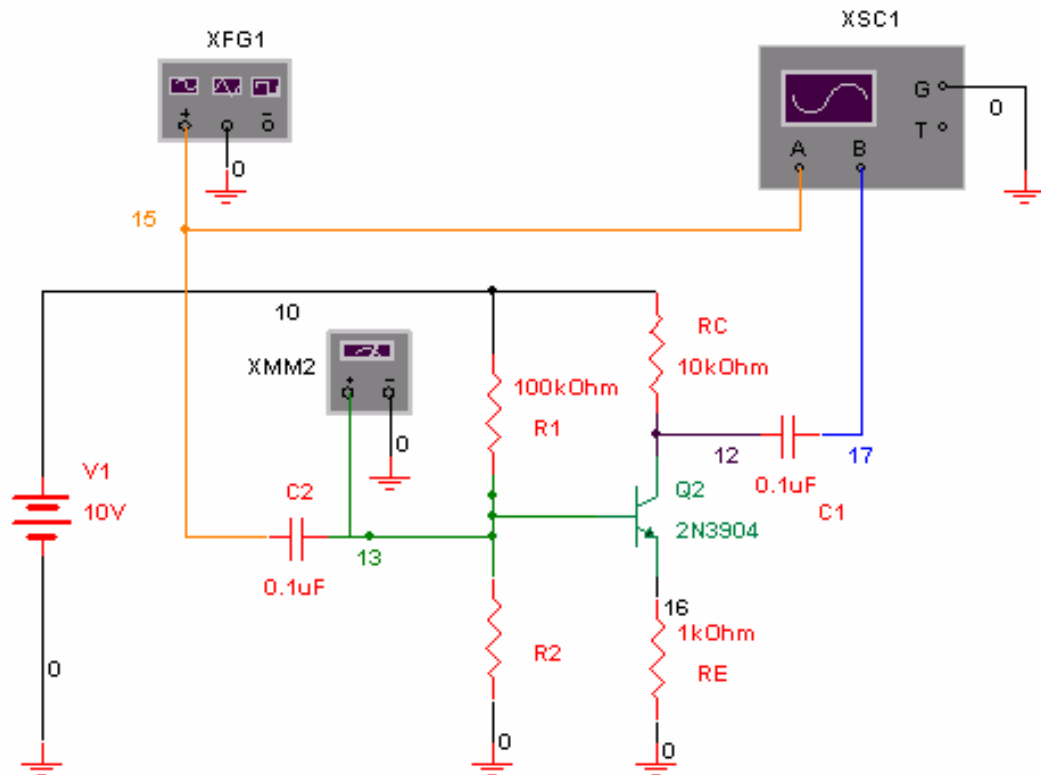 XFG1
XSC1
+
−
G
T
A
B
0
0
15
10
XMM2
+
−
0
RC
10kOhm
100kOhm
R1
V1
10V
C2
0.1uF
13
12
17
0.1uF
C1
Q2
2N3904
16
1kOhm
RE
R2
0
0
0